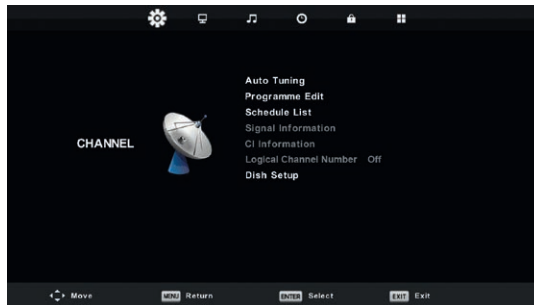 Auto Tuning
Programme Edit
Schedule List
Signal Information
CHANNEL
CI Information
Logical Channel Number Off
Dish Setup
Move MENU Return ENTER Select EXIT Exit